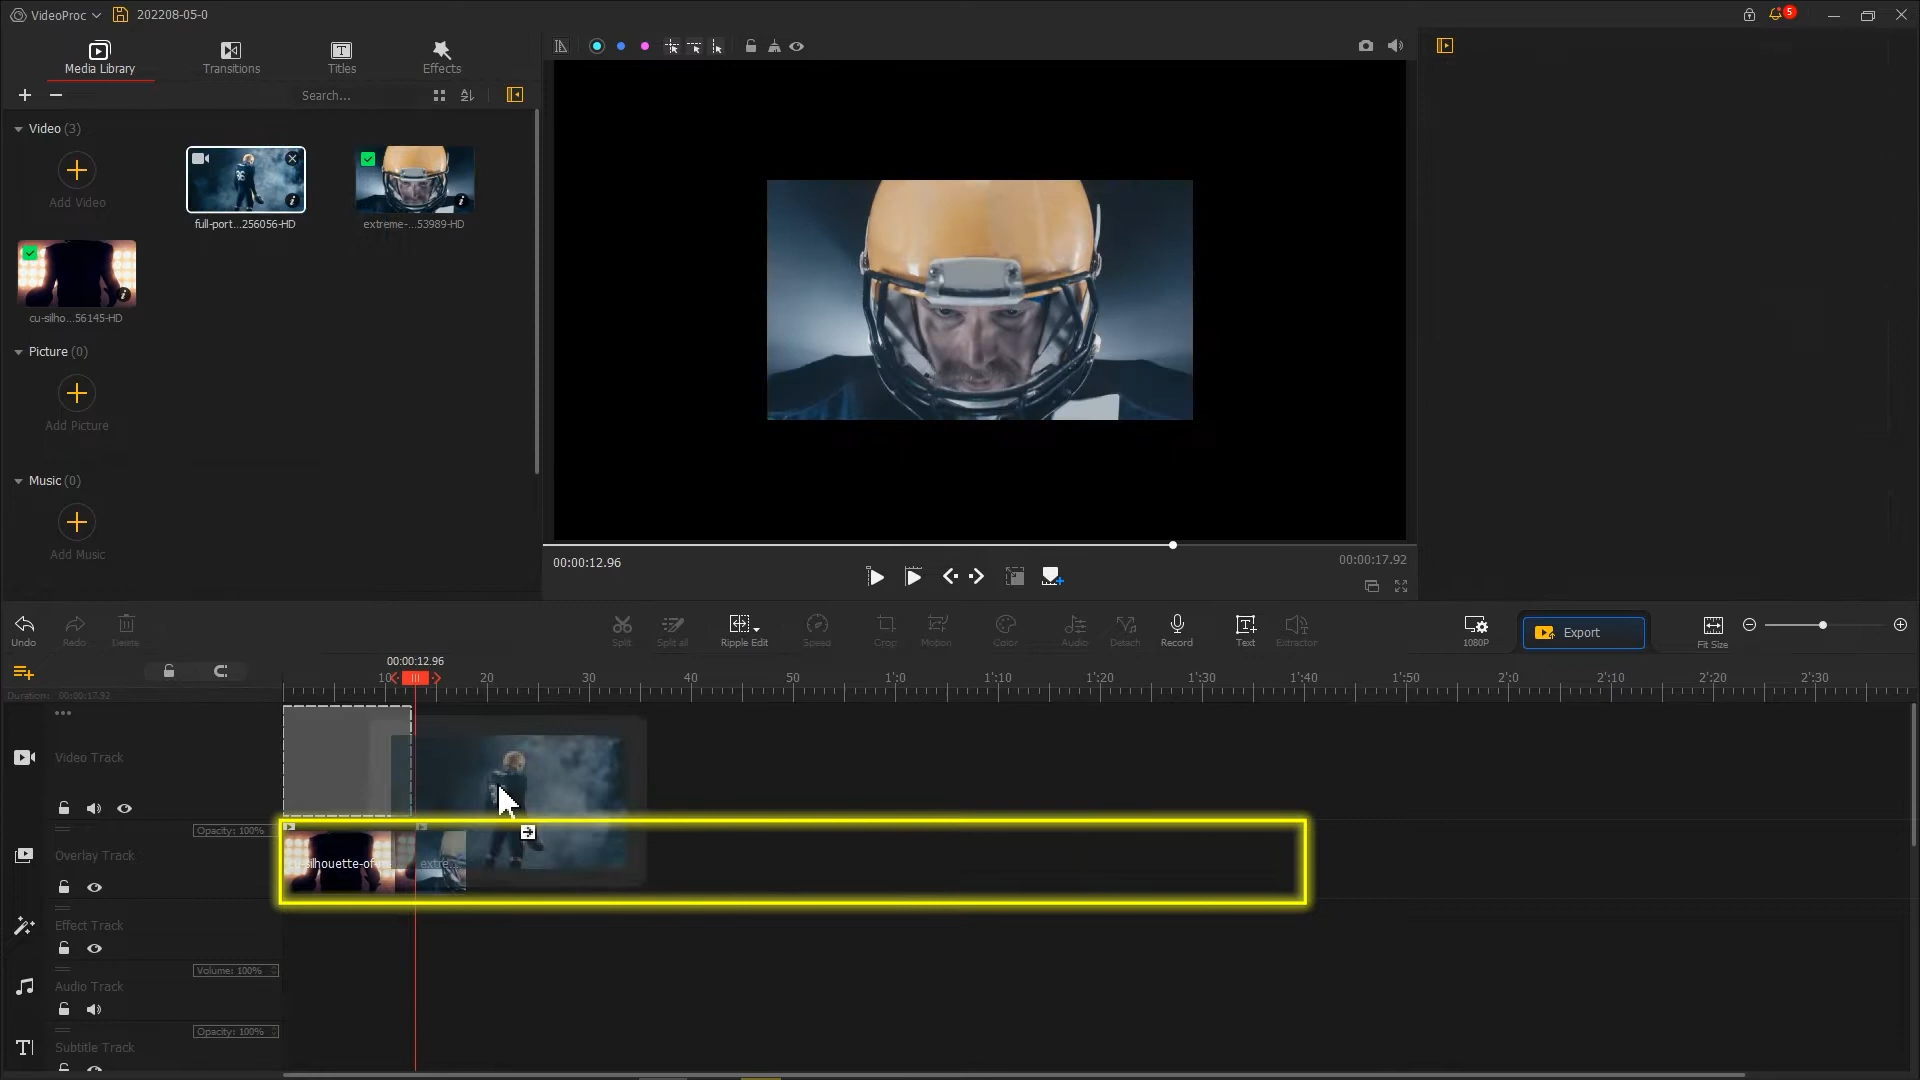 VideoProc
202208-05-0
5
Media Library
Transitions
Titles
Effects
Search...
Video (3)
Add Video
full-port...256056-HD
extreme-...53989-HD
cu-silho...56145-HD
Picture (0)
Add Picture
Music (0)
Add Music
00:00:12.96
00:00:17.92
Undo
Redo
Delete
Split
Split all
Ripple Edit
Speed
Crop
Motion
Color
Audio
Detach
Record
Text
Extractor
1080P
Export
Fit Size
00:00:12.96
10
20
30
40
50
1:0
1:10
1:20
1:30
1:40
1:50
2:0
2:10
2:20
2:30
Duration: 00:00:17.92
Video Track
Opacity: 100%
Overlay Track
cu-silhouette-of-
extre...
Effect Track
Volume: 100%
Audio Track
Opacity: 100%
Subtitle Track